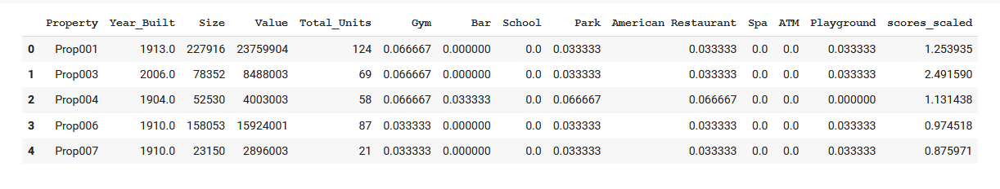 Property Year_Built Size Value Total_Units Gym Bar School Park American Restaurant Spa ATM Playground scores_scaled
0 Prop001 1913.0 227916 23759904 124 0.066667 0.000000 0.0 0.033333 0.033333 0.0 0.0 0.033333 1.253935
1 Prop003 2006.0 78352 8488003 69 0.066667 0.000000 0.0 0.033333 0.033333 0.0 0.0 0.033333 2.491590
2 Prop004 1904.0 52530 4003003 58 0.066667 0.033333 0.0 0.066667 0.066667 0.0 0.0 0.000000 1.131438
3 Prop006 1910.0 158053 15924001 87 0.033333 0.000000 0.0 0.033333 0.033333 0.0 0.0 0.033333 0.974518
4 Prop007 1910.0 23150 2896003 21 0.033333 0.000000 0.0 0.033333 0.033333 0.0 0.0 0.033333 0.875971